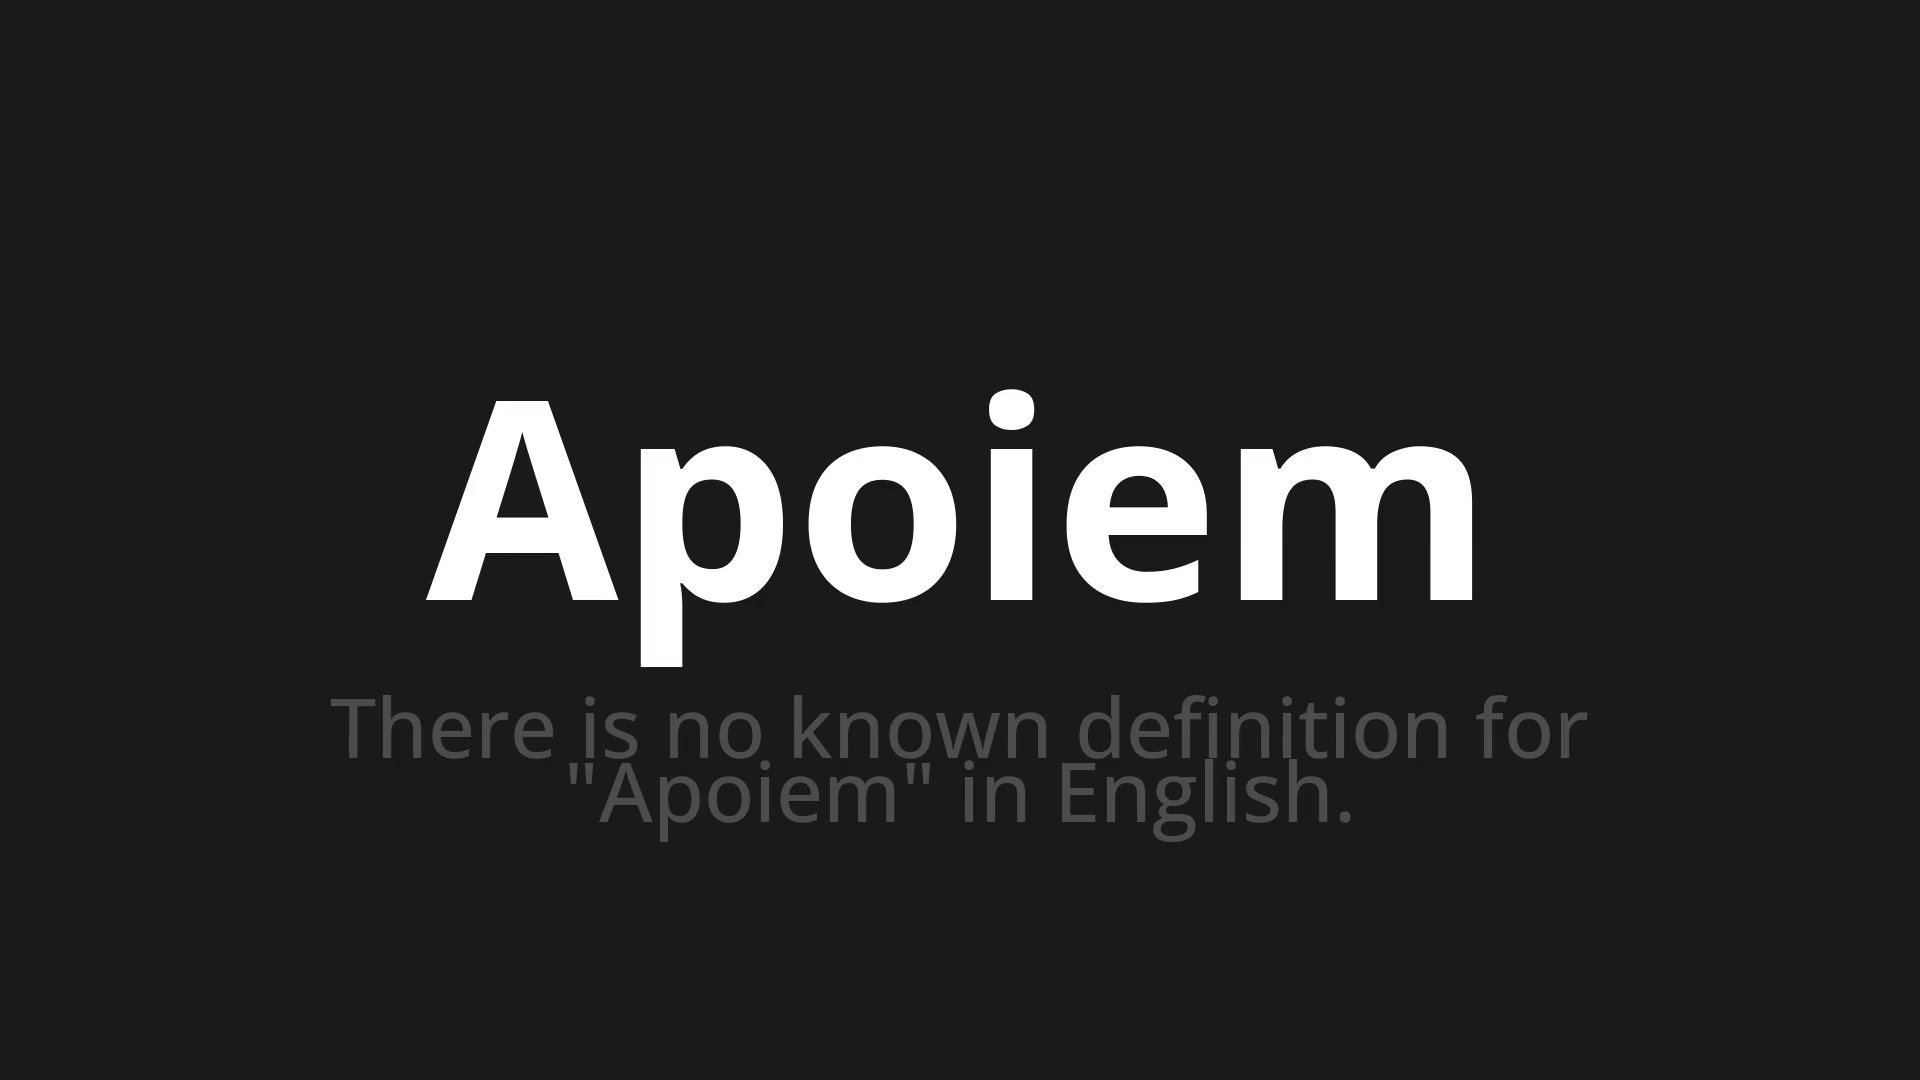 Apoiem
There is no known definition for
"Apoiem" in English.